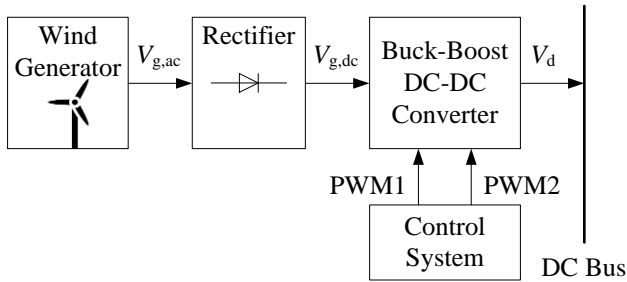 Wind
Generator
V_g,ac
Rectifier
V_g,dc
Buck-Boost
DC-DC
Converter
V_d
PWM1
PWM2
Control
System
DC Bus